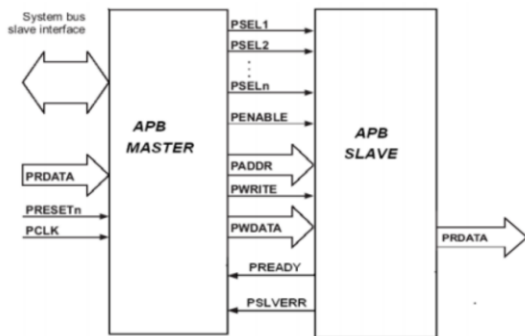 System bus
slave interface
PRDATA
PRESETn
PCLK
APB
MASTER
PSEL1
PSEL2
PSELn
PENABLE
PADDR
PWRITE
PWDATA
PREADY
PSLVERR
APB
SLAVE
PRDATA